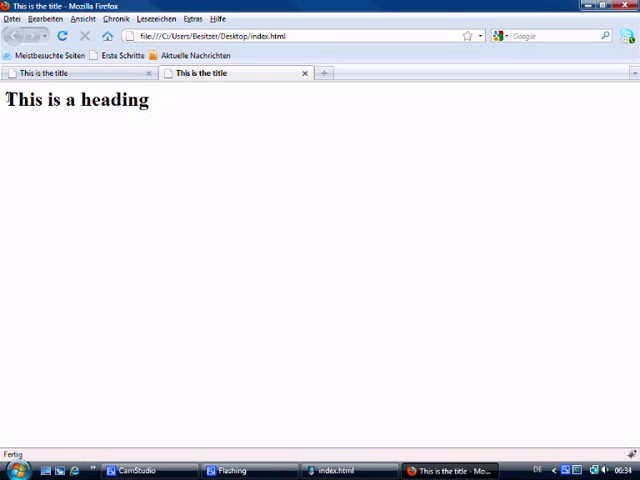 This is the title - Mozilla Firefox
Datei Bearbeiten Ansicht Chronik Lesezeichen Extras Hilfe
file:///C:/Users/Besitzer/Desktop/index.html Google
Meistbesuchte Seiten Erste Schritte Aktuelle Nachrichten
This is the title This is the title
This is a heading
Fertig
CamStudio Flashing index.html This is the title - Mo... DE 06:34